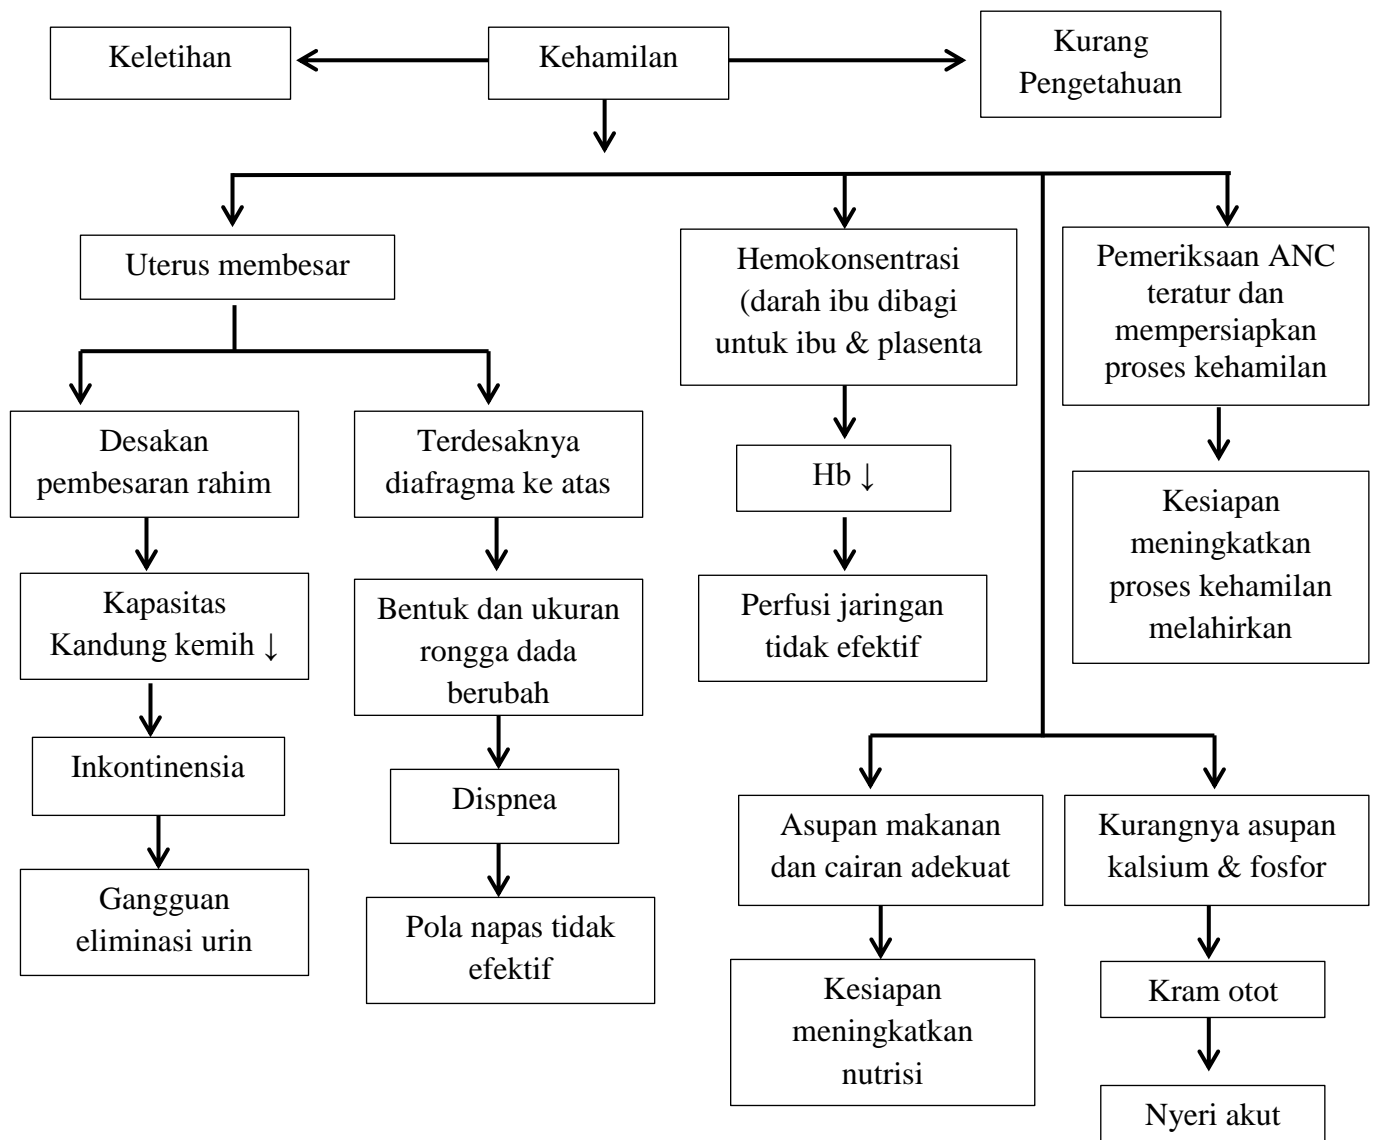 Keletihan
Kehamilan
Kurang
Pengetahuan
Uterus membesar
Hemokonsentrasi
(darah ibu dibagi
untuk ibu & plasenta
Pemeriksaan ANC
teratur dan
mempersiapkan
proses kehamilan
Desakan
pembesaran rahim
Terdesaknya
diafragma ke atas
Hb ↓
Kesiapan
meningkatkan
proses kehamilan
melahirkan
Kapasitas
Kandung kemih ↓
Bentuk dan ukuran
rongga dada
berubah
Perfusi jaringan
tidak efektif
Inkontinensia
Dispnea
Asupan makanan
dan cairan adekuat
Kurangnya asupan
kalsium & fosfor
Gangguan
eliminasi urin
Pola napas tidak
efektif
Kesiapan
meningkatkan
nutrisi
Kram otot
Nyeri akut